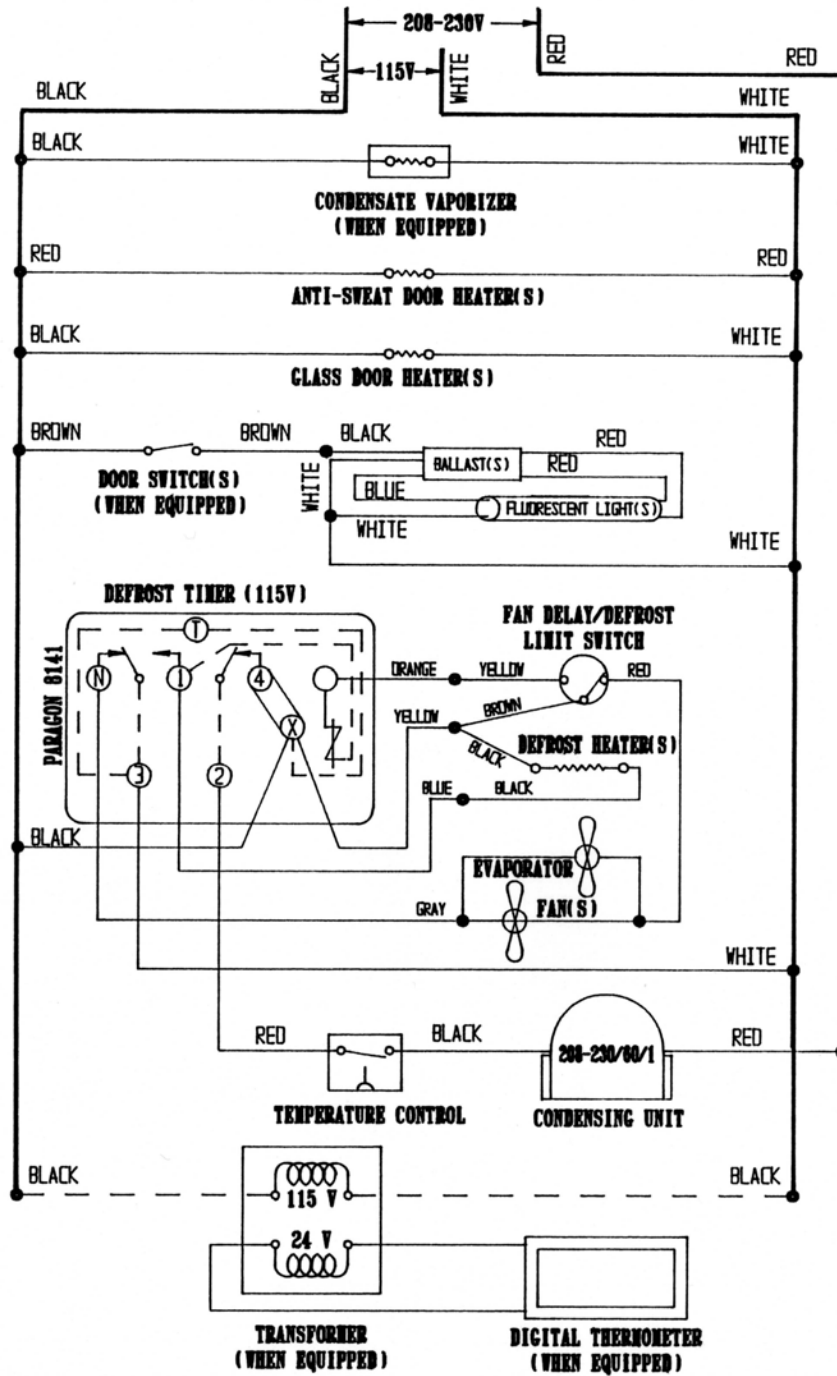 208-230V
BLACK
115V
WHITE
RED
RED
BLACK
WHITE
BLACK
WHITE
CONDENSATE VAPORIZER
(WHEN EQUIPPED)
RED
RED
ANTI-SWEAT DOOR HEATER(S)
BLACK
WHITE
GLASS DOOR HEATER(S)
BROWN
BROWN
BLACK
RED
BALLAST(S)
RED
DOOR SWITCH(S)
(WHEN EQUIPPED)
WHITE
BLUE
FLUORESCENT LIGHT(S)
WHITE
WHITE
DEFROST TIMER (115V)
FAN DELAY/DEFROST
LIMIT SWITCH
PARAGON 8141
T
N
1
4
ORANGE
YELLOW
RED
X
YELLOW
BROWN
DEFROST HEATER(S)
BLACK
3
2
BLUE
BLACK
BLACK
EVAPORATOR
FAN(S)
GRAY
WHITE
RED
BLACK
208-230/60/1
RED
TEMPERATURE CONTROL
CONDENSING UNIT
BLACK
BLACK
115 V
24 V
TRANSFORMER
(WHEN EQUIPPED)
DIGITAL THERMOMETER
(WHEN EQUIPPED)